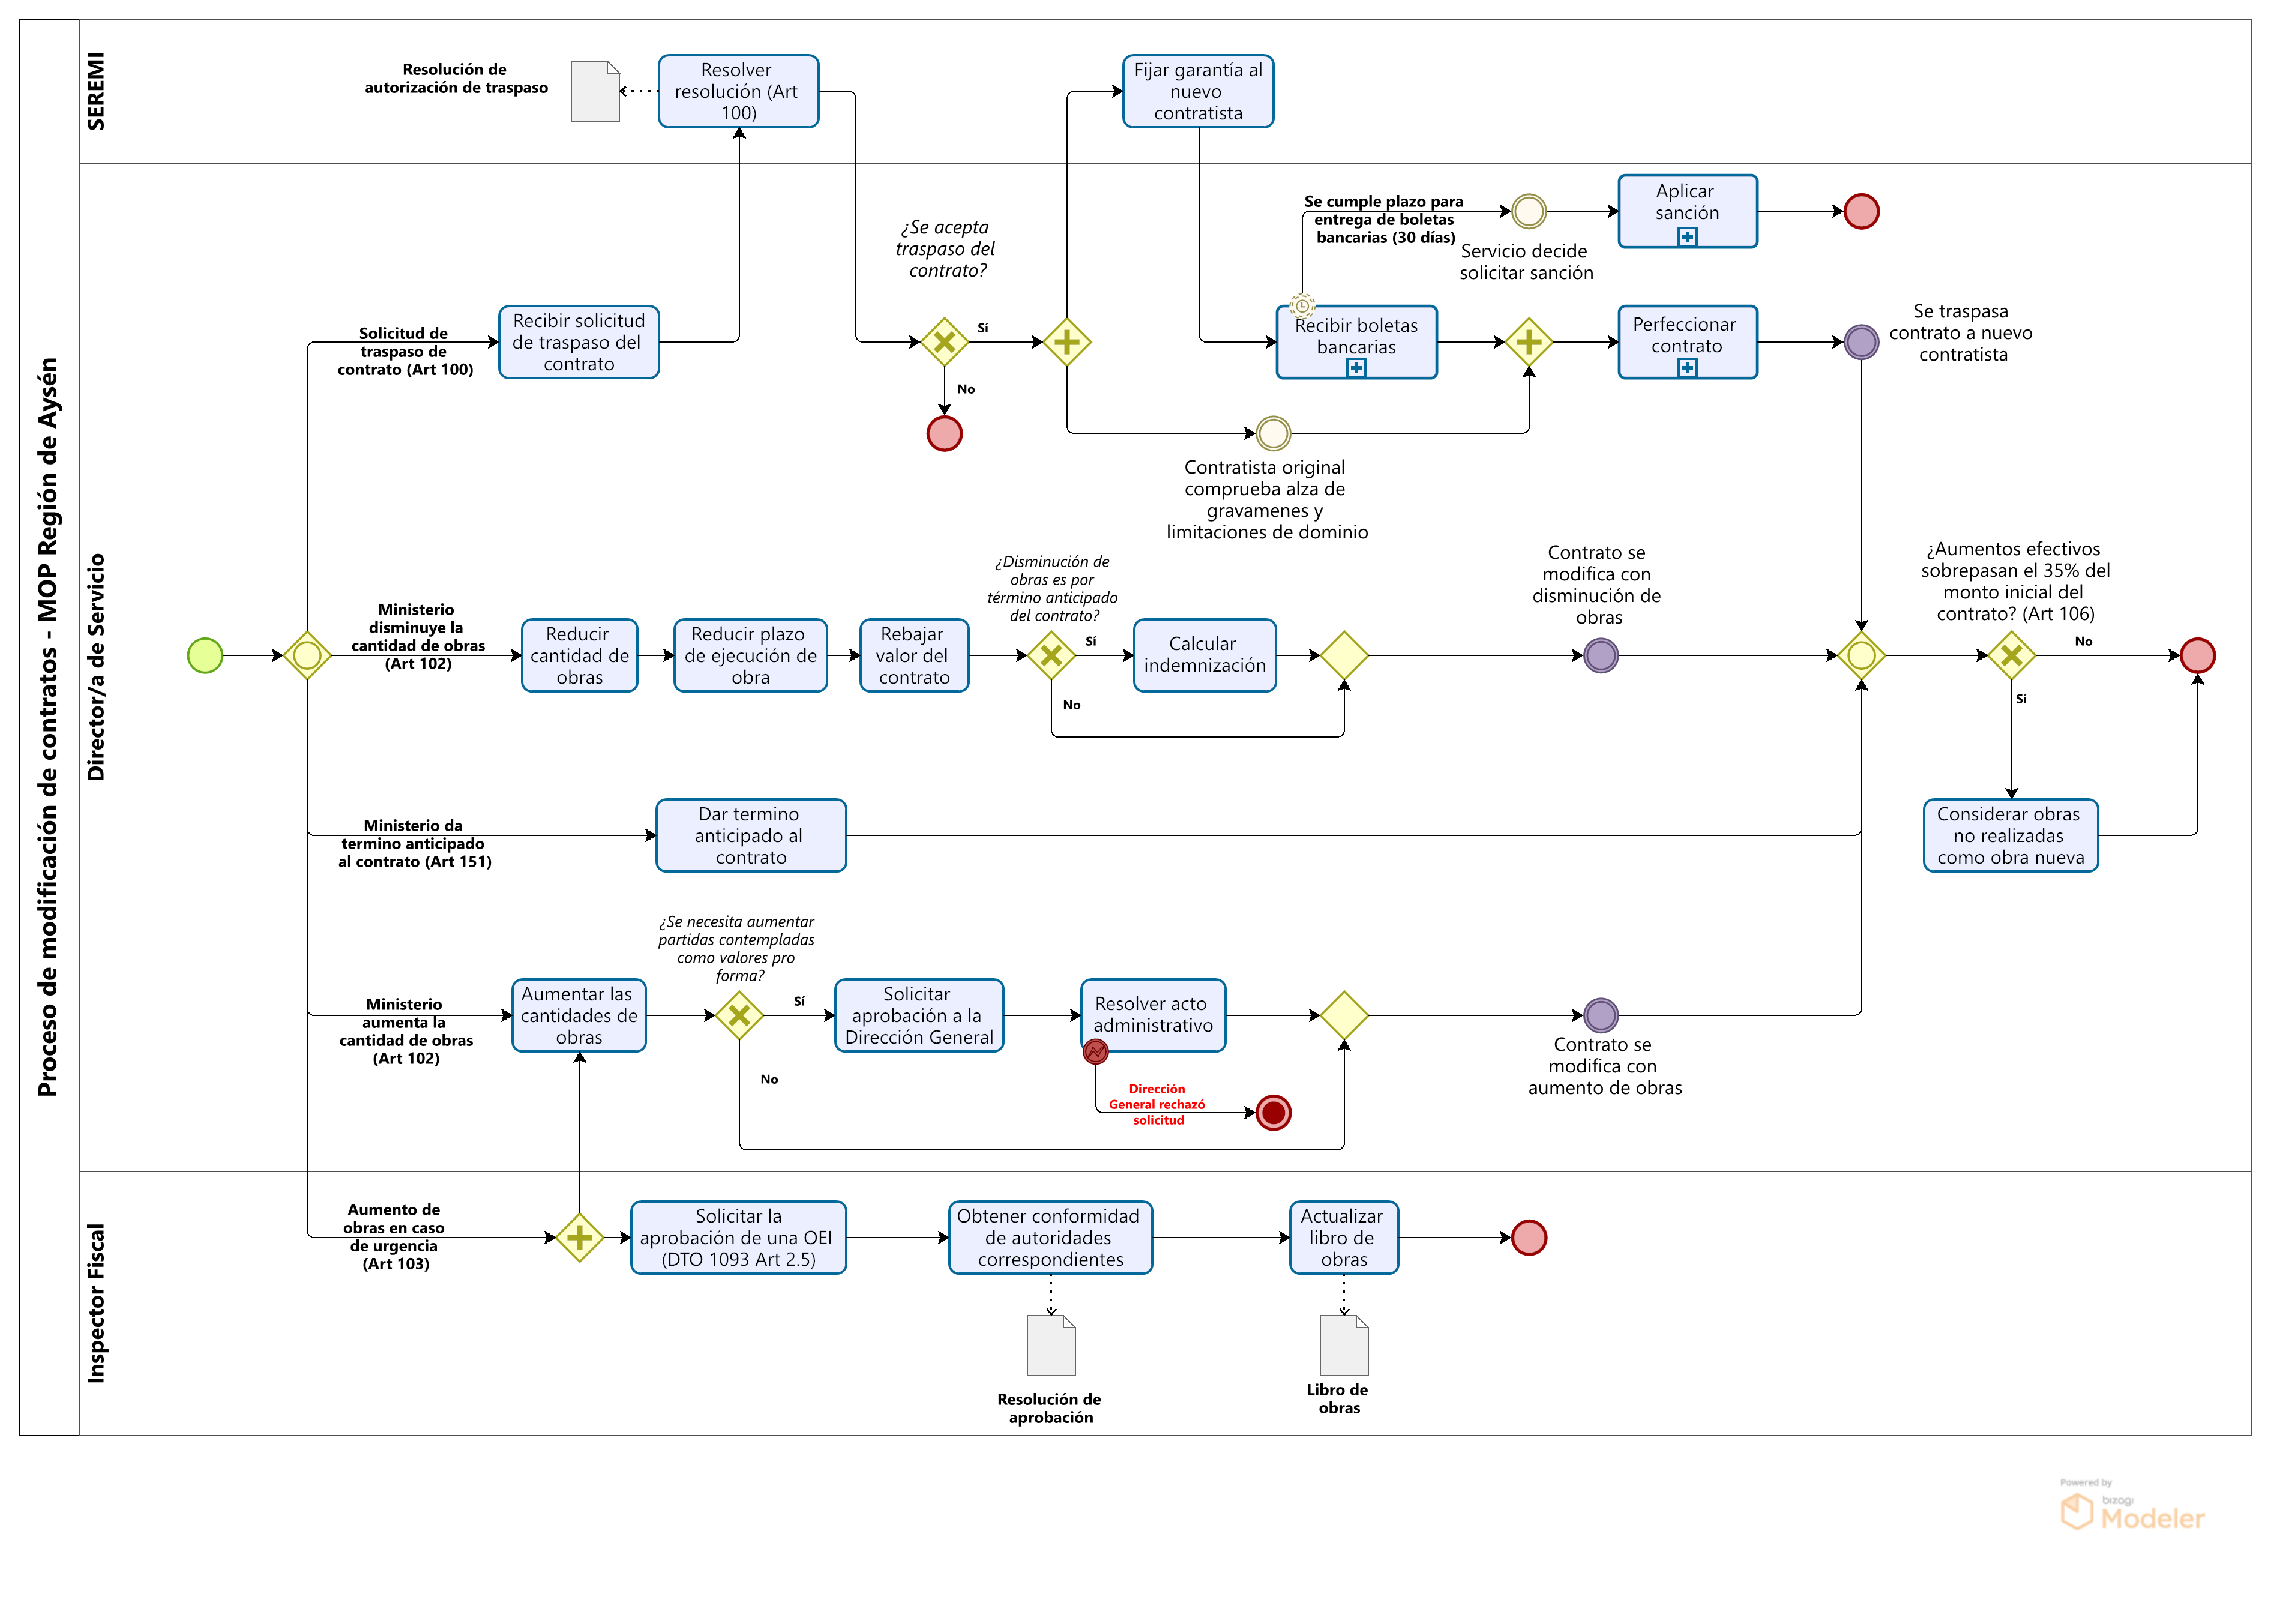 Proceso de modificación de contratos - MOP Región de Aysén
SEREMI
Resolución de
autorización de traspaso
Resolver
resolución (Art
100)
Fijar garantía al
nuevo
contratista
Director/a de Servicio
Se cumple plazo para
entrega de boletas
bancarias (30 días)
Servicio decide
solicitar sanción
Aplicar
sanción
¿Se acepta
traspaso del
contrato?
Solicitud de
traspaso de
contrato (Art 100)
Recibir solicitud
de traspaso del
contrato
Sí
No
Recibir boletas
bancarias
Perfeccionar
contrato
Se traspasa
contrato a nuevo
contratista
Contratista original
comprueba alza de
gravamenes y
limitaciones de dominio
Ministerio
disminuye la
cantidad de obras
(Art 102)
Reducir
cantidad de
obras
Reducir plazo
de ejecución de
obra
Rebajar
valor del
contrato
¿Disminución de
obras es por
término anticipado
del contrato?
Sí
No
Calcular
indemnización
Contrato se
modifica con
disminución de
obras
¿Aumentos efectivos
sobrepasan el 35% del
monto inicial del
contrato? (Art 106)
No
Sí
Considerar obras
no realizadas
como obra nueva
Ministerio da
termino anticipado
al contrato (Art 151)
Dar termino
anticipado al
contrato
¿Se necesita aumentar
partidas contempladas
como valores pro
forma?
Ministerio
aumenta la
cantidad de obras
(Art 102)
Aumentar las
cantidades de
obras
Sí
No
Solicitar
aprobación a la
Dirección General
Resolver acto
administrativo
Dirección
General rechazó
solicitud
Contrato se
modifica con
aumento de obras
Inspector Fiscal
Aumento de
obras en caso
de urgencia
(Art 103)
Solicitar la
aprobación de una OEI
(DTO 1093 Art 2.5)
Obtener conformidad
de autoridades
correspondientes
Actualizar
libro de
obras
Resolución de
aprobación
Libro de
obras
Powered by
bizagi
Modeler